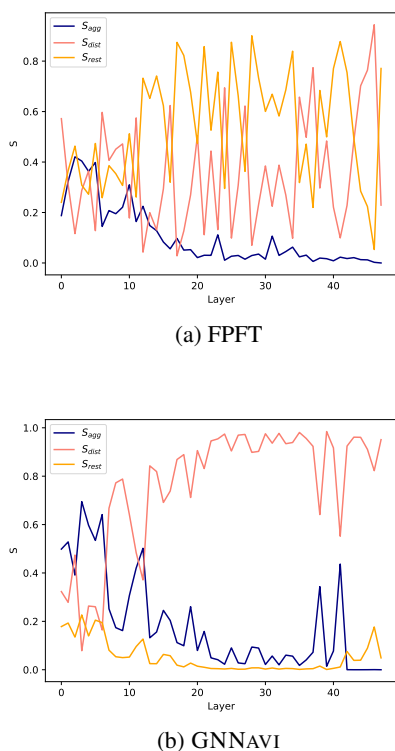 S_agg
S_dist
S_rest
0.8
0.6
S
0.4
0.2
0.0
0 10 20 30 40
Layer
(a) FPFT
1.0
S_agg
S_dist
S_rest
0.8
0.6
S
0.4
0.2
0.0
0 10 20 30 40
Layer
(b) GNNAVI